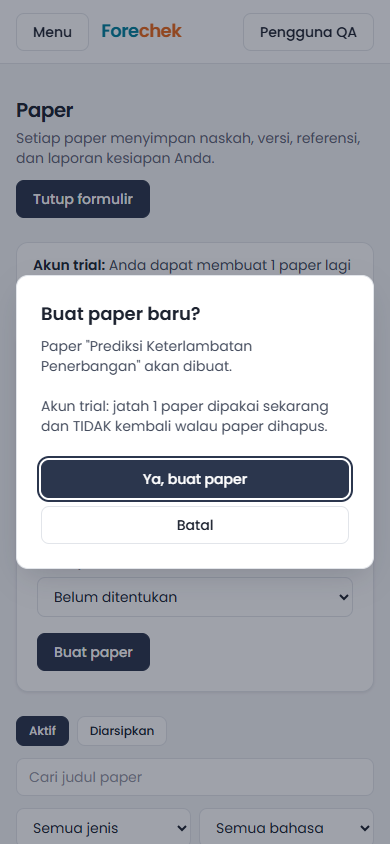 Menu
Forechek
Pengguna QA
Paper
Setiap paper menyimpan naskah, versi, referensi,
dan laporan kesiapan Anda.
Tutup formulir
Akun trial: Anda dapat membuat 1 paper lagi
Buat paper baru?
Paper "Prediksi Keterlambatan
Penerbangan" akan dibuat.
Akun trial: jatah 1 paper dipakai sekarang
dan TIDAK kembali walau paper dihapus.
Ya, buat paper
Batal
Belum ditentukan
Buat paper
Aktif
Diarsipkan
Cari judul paper
Semua jenis
Semua bahasa